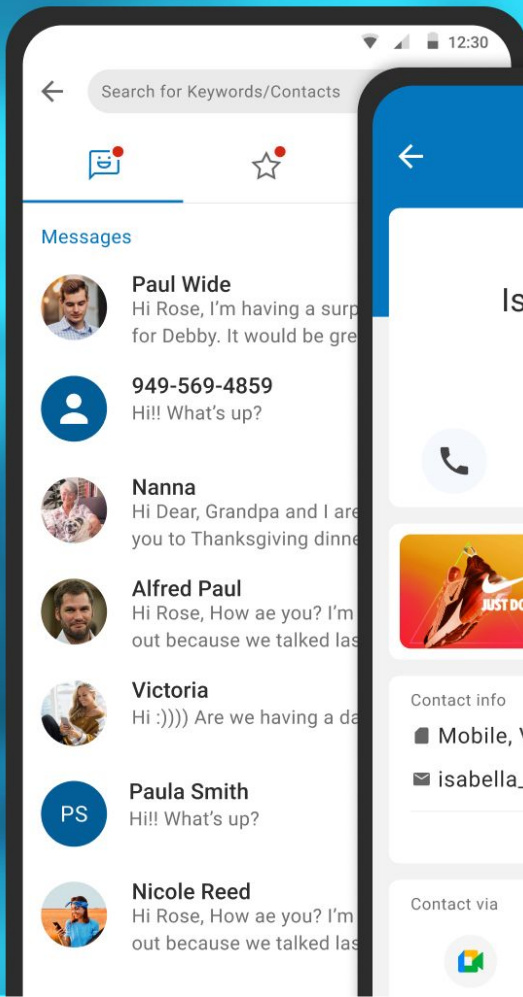 12:30
Search for Keywords/Contacts
Messages
Paul Wide
Hi Rose, I'm having a surp
for Debby. It would be gre
949-569-4859
Hi!! What's up?
Nanna
Hi Dear, Grandpa and I are
you to Thanksgiving dinne
Alfred Paul
Hi Rose, How ae you? I'm
out because we talked las
Victoria
Hi :)))) Are we having a da
Paula Smith
PS
Hi!! What's up?
Nicole Reed
Hi Rose, How ae you? I'm
out because we talked las
Is
JUST DO
Contact info
Mobile, V
isabella_
Contact via